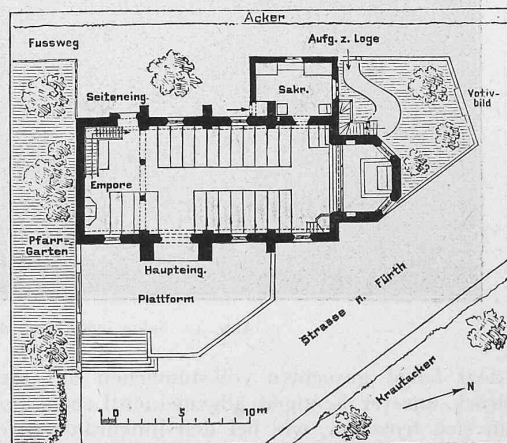 Acker
Fussweg
Aufg. z. Loge
Seiteneing.
Sakr.
Votiv-
bild
Empore
Pfarr-
Garten
Haupteing.
Plattform
Strasse n. Fürth
Krautacker
N
1 0 5 10 m